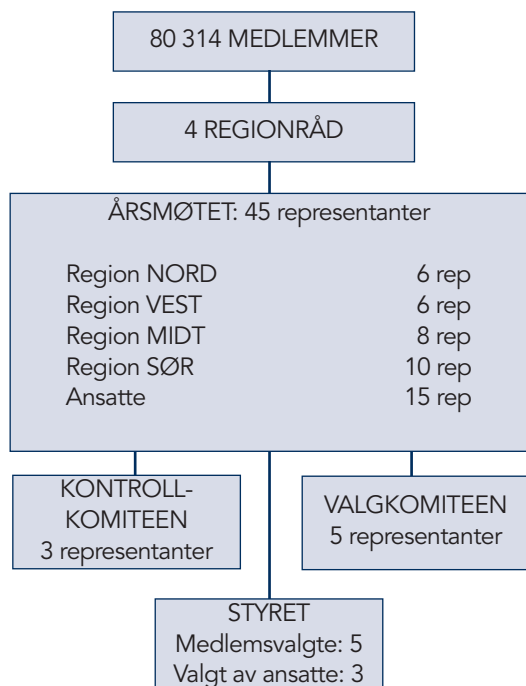 80 314 MEDLEMMER
4 REGIONRÅD
ÅRSMØTET: 45 representanter
Region NORD 6 rep
Region VEST 6 rep
Region MIDT 8 rep
Region SØR 10 rep
Ansatte 15 rep
KONTROLL-
KOMITEEN
3 representanter
VALGKOMITEEN
5 representanter
STYRET
Medlemsvalgte: 5
Valgt av ansatte: 3